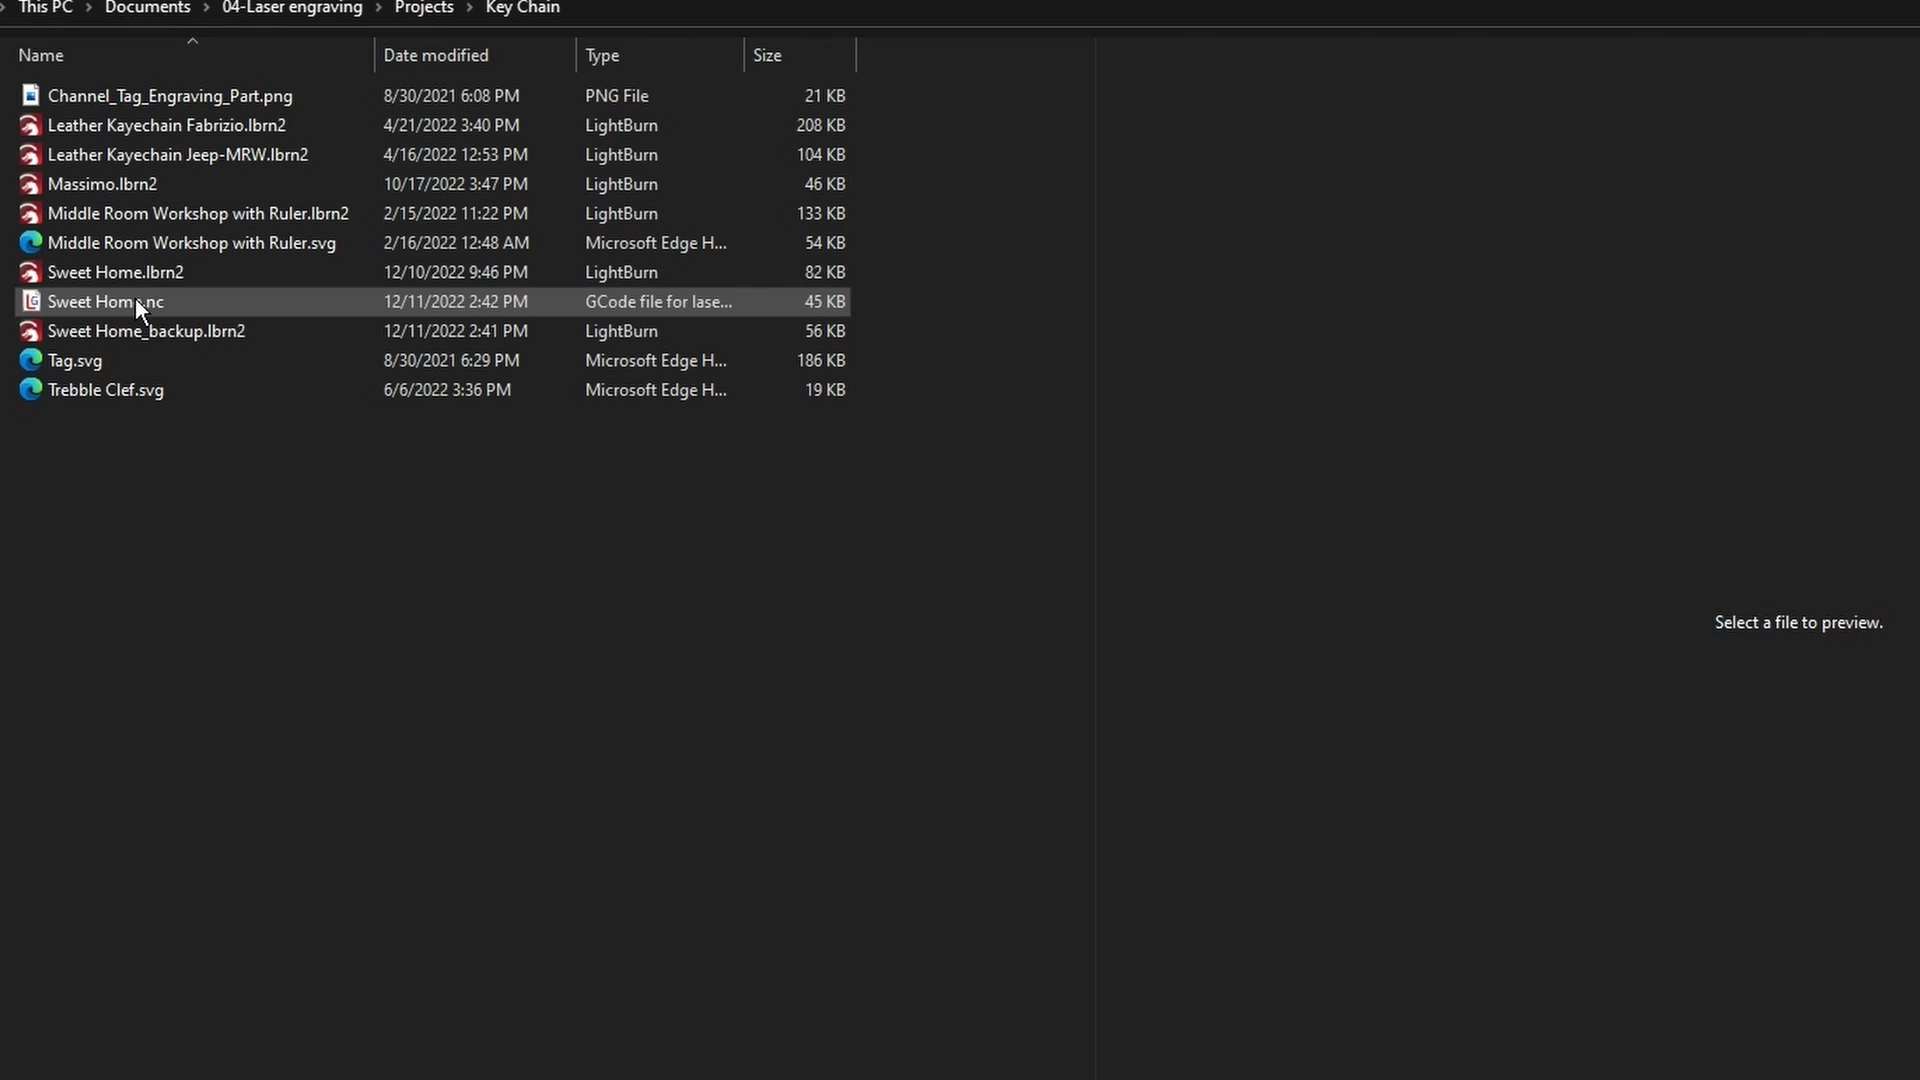 This PC > Documents > 04-Laser engraving > Projects > Key Chain
Name Date modified Type Size
Channel_Tag_Engraving_Part.png 8/30/2021 6:08 PM PNG File 21 KB
Leather Kayechain Fabrizio.lbrn2 4/21/2022 3:40 PM LightBurn 208 KB
Leather Kayechain Jeep-MRW.lbrn2 4/16/2022 12:53 PM LightBurn 104 KB
Massimo.lbrn2 10/17/2022 3:47 PM LightBurn 46 KB
Middle Room Workshop with Ruler.lbrn2 2/15/2022 11:22 PM LightBurn 133 KB
Middle Room Workshop with Ruler.svg 2/16/2022 12:48 AM Microsoft Edge H... 54 KB
Sweet Home.lbrn2 12/10/2022 9:46 PM LightBurn 82 KB
Sweet Home.nc 12/11/2022 2:42 PM GCode file for lase... 45 KB
Sweet Home_backup.lbrn2 12/11/2022 2:41 PM LightBurn 56 KB
Tag.svg 8/30/2021 6:29 PM Microsoft Edge H... 186 KB
Trebble Clef.svg 6/6/2022 3:36 PM Microsoft Edge H... 19 KB
Select a file to preview.